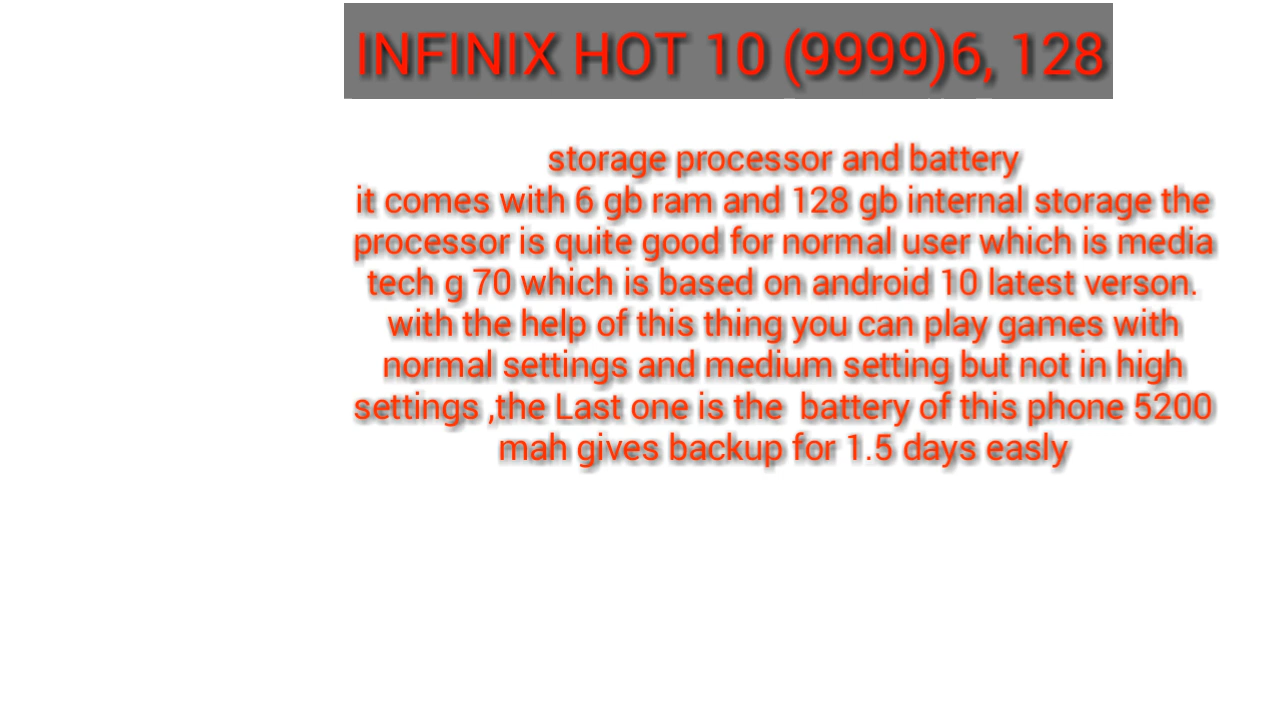 INFINIX HOT 10 (9999)6, 128
storage processor and battery
it comes with 6 gb ram and 128 gb internal storage the
processor is quite good for normal user which is media
tech g 70 which is based on android 10 latest verson.
with the help of this thing you can play games with
normal settings and medium setting but not in high
settings ,the Last one is the  battery of this phone 5200
mah gives backup for 1.5 days easly